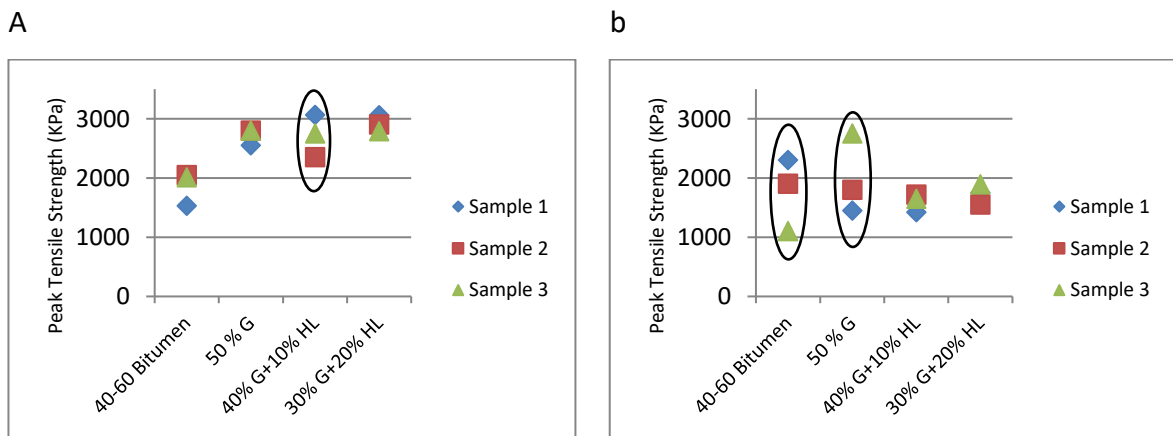 A
Peak Tensile Strength (KPa)
3000
2000
1000
0
40-60 Bitumen
50 % G
40% G+10% HL
30% G+20% HL
Sample 1
Sample 2
Sample 3
b
Peak Tensile Strength (KPa)
3000
2000
1000
0
40-60 Bitumen
50 % G
40% G+10% HL
30% G+20% HL
Sample 1
Sample 2
Sample 3